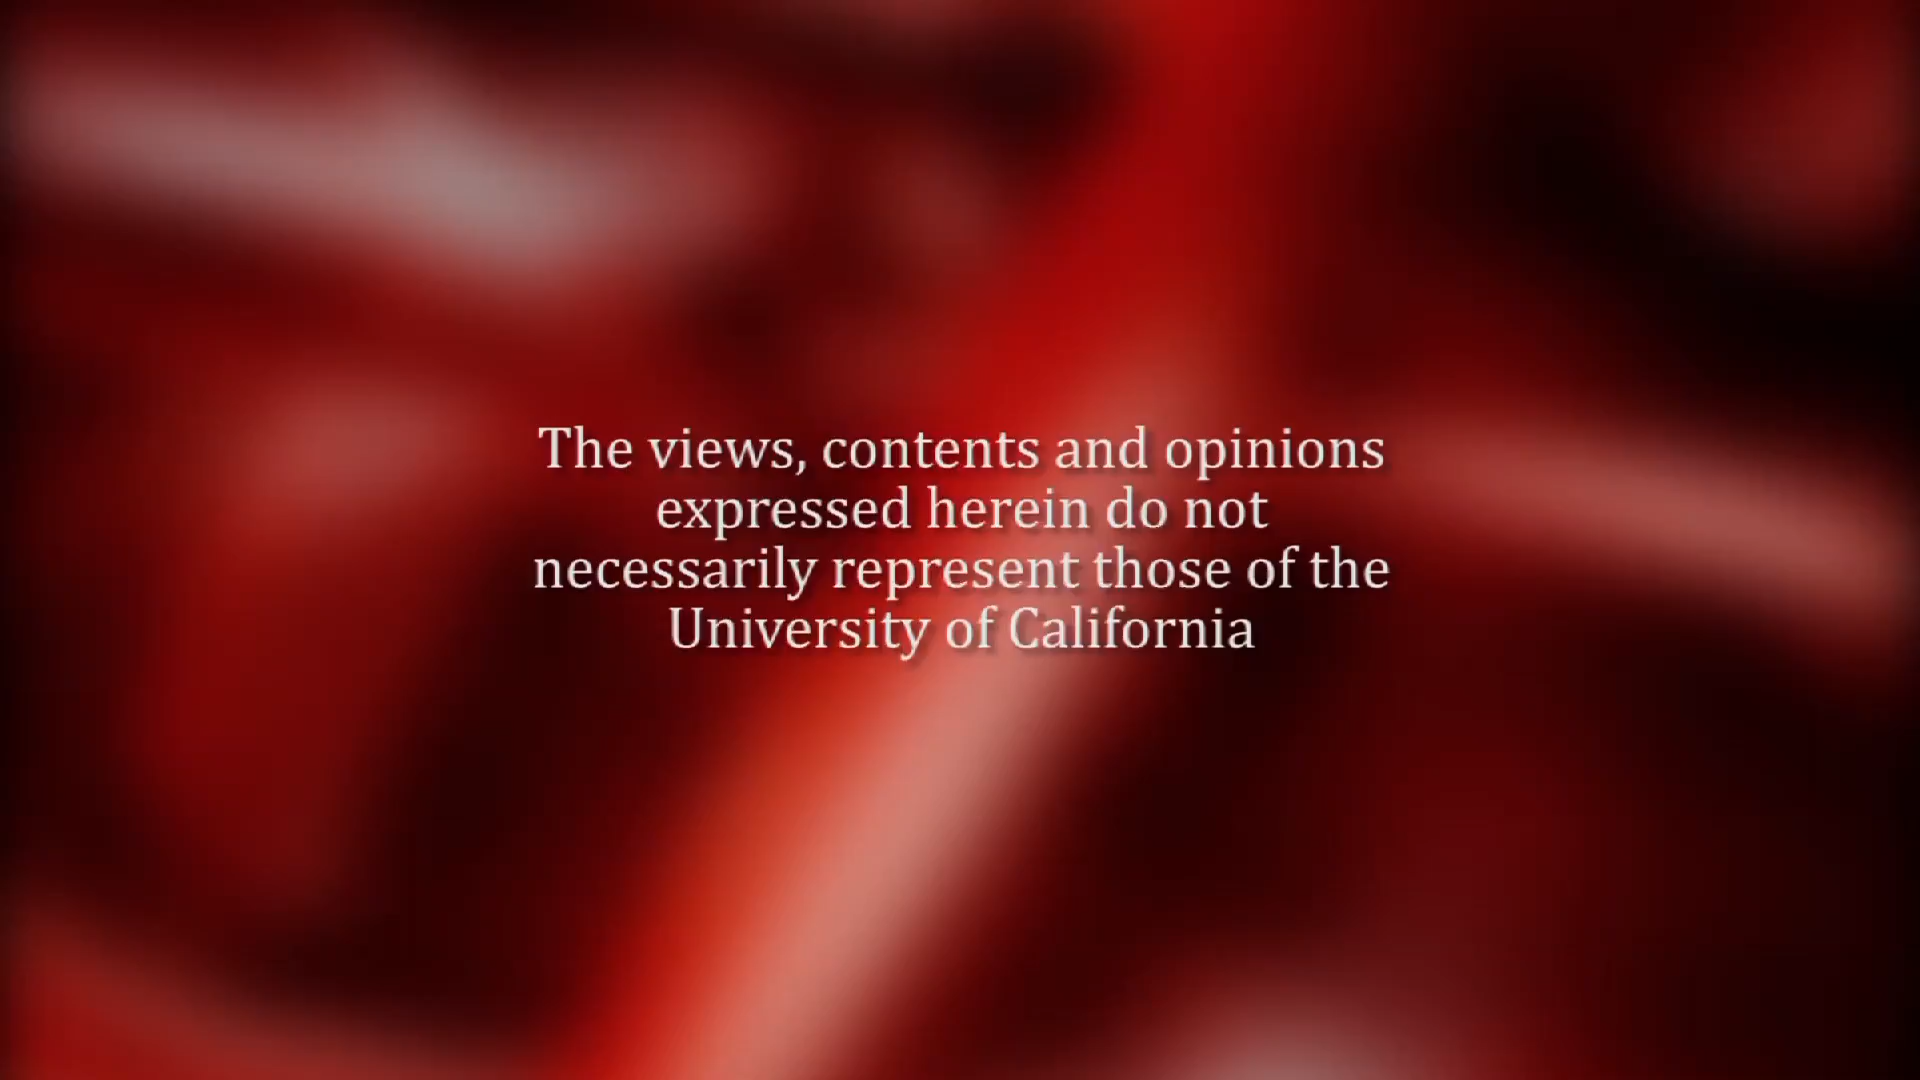 The views, contents and opinions
expressed herein do not
necessarily represent those of the
University of California